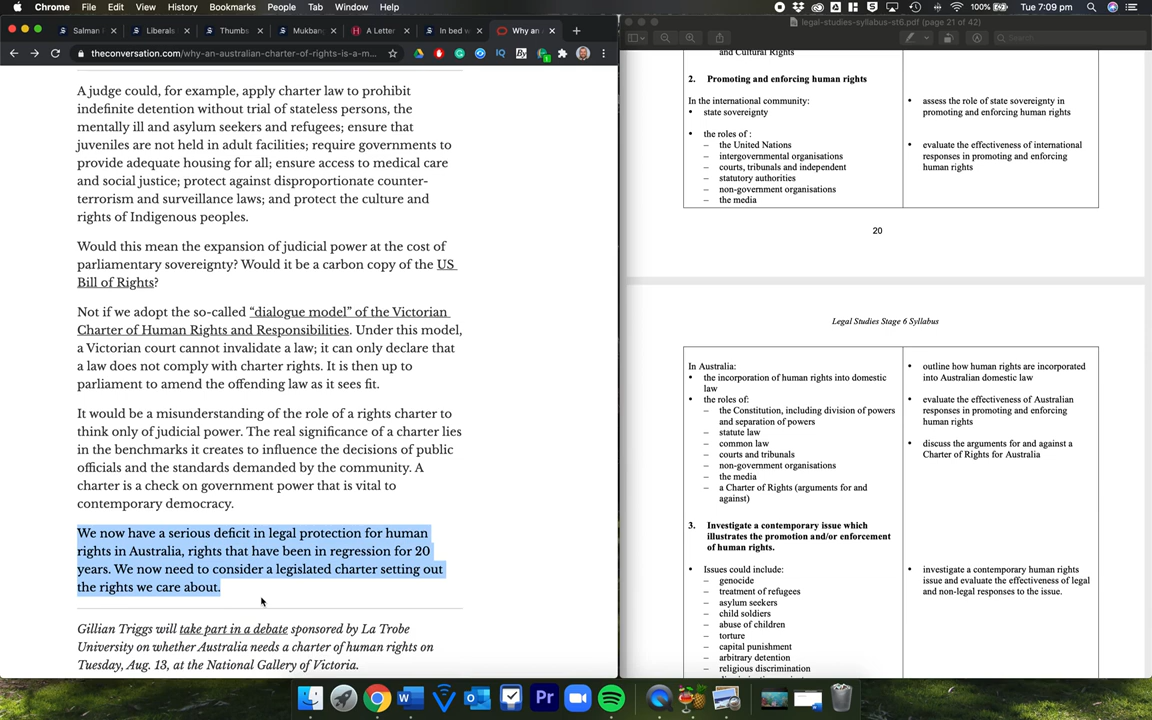 Chrome File Edit View History Bookmarks People Tab Window Help 100% Tue 7:09 pm
Salman Liberals Thumbs Mukbang A Letter In bed w Why an
theconversation.com/why-an-australian-charter-of-rights-is-a-m...
legal-studies-syllabus-st6.pdf (page 21 of 42)
Search
A judge could, for example, apply charter law to prohibit
indefinite detention without trial of stateless persons, the
mentally ill and asylum seekers and refugees; ensure that
juveniles are not held in adult facilities; require governments to
provide adequate housing for all; ensure access to medical care
and social justice; protect against disproportionate counter-
terrorism and surveillance laws; and protect the culture and
rights of Indigenous peoples.
Would this mean the expansion of judicial power at the cost of
parliamentary sovereignty? Would it be a carbon copy of the US
Bill of Rights?
Not if we adopt the so-called “dialogue model” of the Victorian
Charter of Human Rights and Responsibilities. Under this model,
a Victorian court cannot invalidate a law; it can only declare that
a law does not comply with charter rights. It is then up to
parliament to amend the offending law as it sees fit.
It would be a misunderstanding of the role of a rights charter to
think only of judicial power. The real significance of a charter lies
in the benchmarks it creates to influence the decisions of public
officials and the standards demanded by the community. A
charter is a check on government power that is vital to
contemporary democracy.
We now have a serious deficit in legal protection for human
rights in Australia, rights that have been in regression for 20
years. We now need to consider a legislated charter setting out
the rights we care about.
Gillian Triggs will take part in a debate sponsored by La Trobe
University on whether Australia needs a charter of human rights on
Tuesday, Aug. 13, at the National Gallery of Victoria.
and Cultural Rights
2. Promoting and enforcing human rights
In the international community:
• state sovereignty
• the roles of :
– the United Nations
– intergovernmental organisations
– courts, tribunals and independent
– statutory authorities
– non-government organisations
– the media
• assess the role of state sovereignty in
promoting and enforcing human rights
• evaluate the effectiveness of international
responses in promoting and enforcing
human rights
20
Legal Studies Stage 6 Syllabus
In Australia:
• the incorporation of human rights into domestic
law
• the roles of:
– the Constitution, including division of powers
and separation of powers
– statute law
– common law
– courts and tribunals
– non-government organisations
– the media
– a Charter of Rights (arguments for and
against)
• outline how human rights are incorporated
into Australian domestic law
• evaluate the effectiveness of Australian
responses in promoting and enforcing
human rights
• discuss the arguments for and against a
Charter of Rights for Australia
3. Investigate a contemporary issue which
illustrates the promotion and/or enforcement
of human rights.
• Issues could include:
– genocide
– treatment of refugees
– asylum seekers
– child soldiers
– abuse of children
– torture
– capital punishment
– arbitrary detention
– religious discrimination
• investigate a contemporary human rights
issue and evaluate the effectiveness of legal
and non-legal responses to the issue.